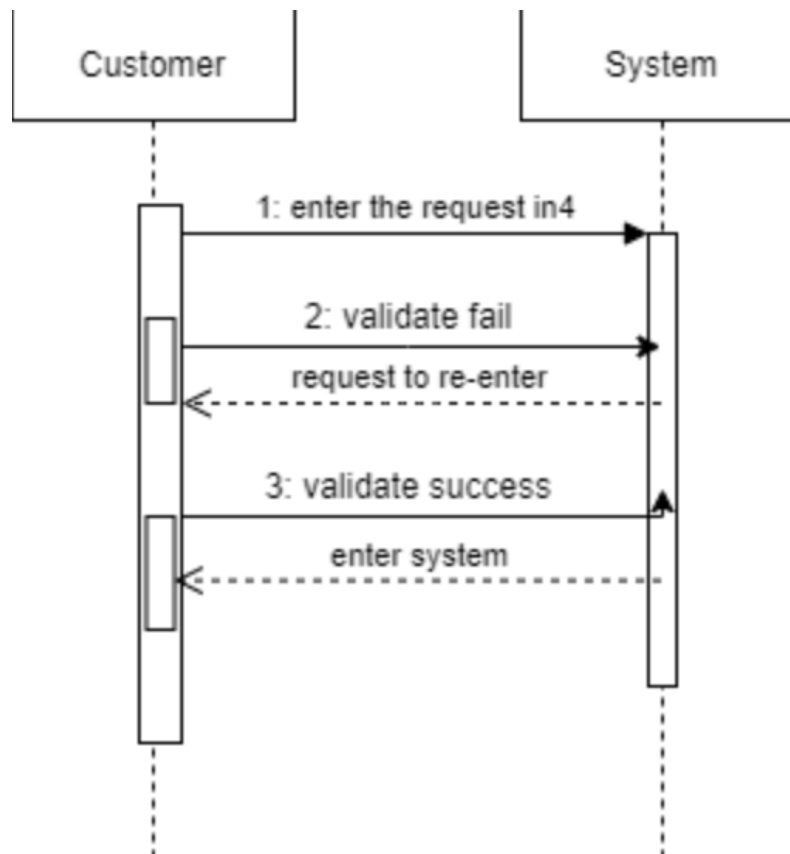 Customer
System
1: enter the request in4
2: validate fail
request to re-enter
3: validate success
enter system